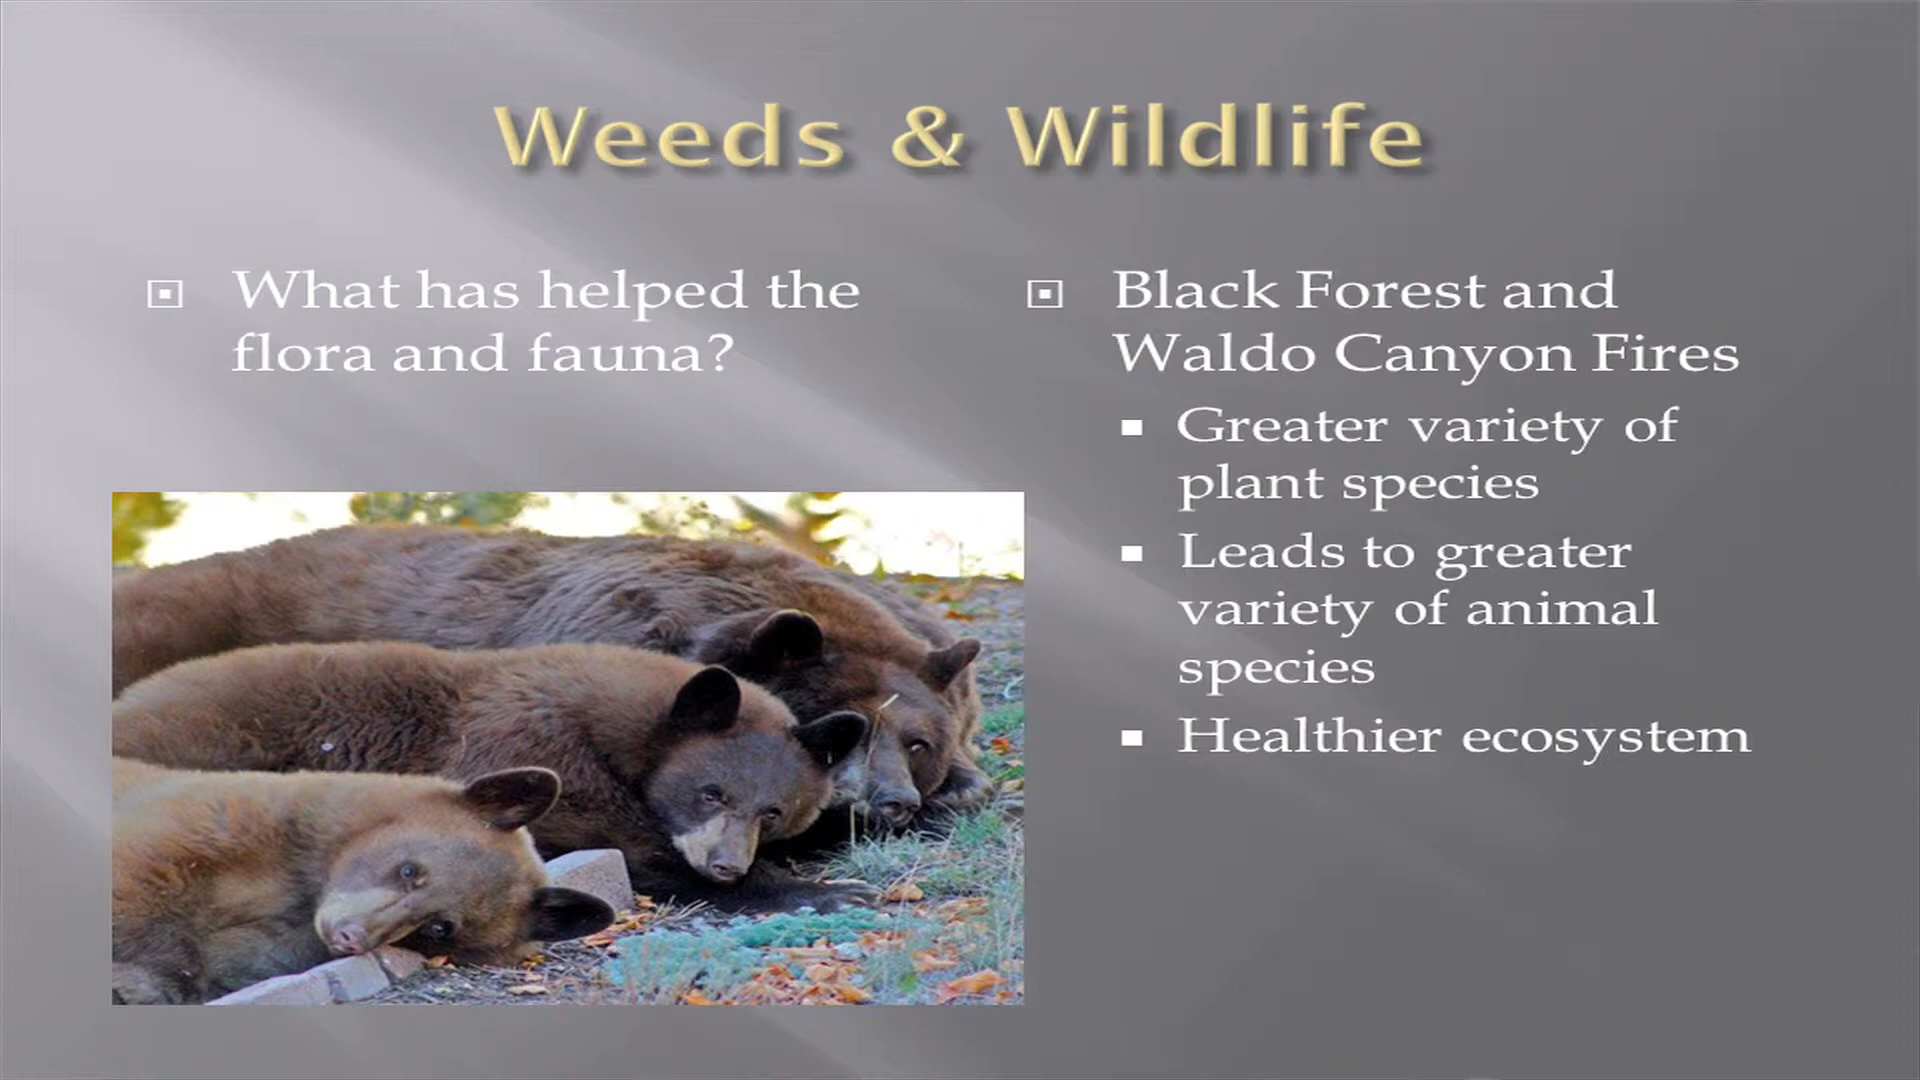 Weeds & Wildlife
What has helped the
flora and fauna?
Black Forest and
Waldo Canyon Fires
Greater variety of
plant species
Leads to greater
variety of animal
species
Healthier ecosystem